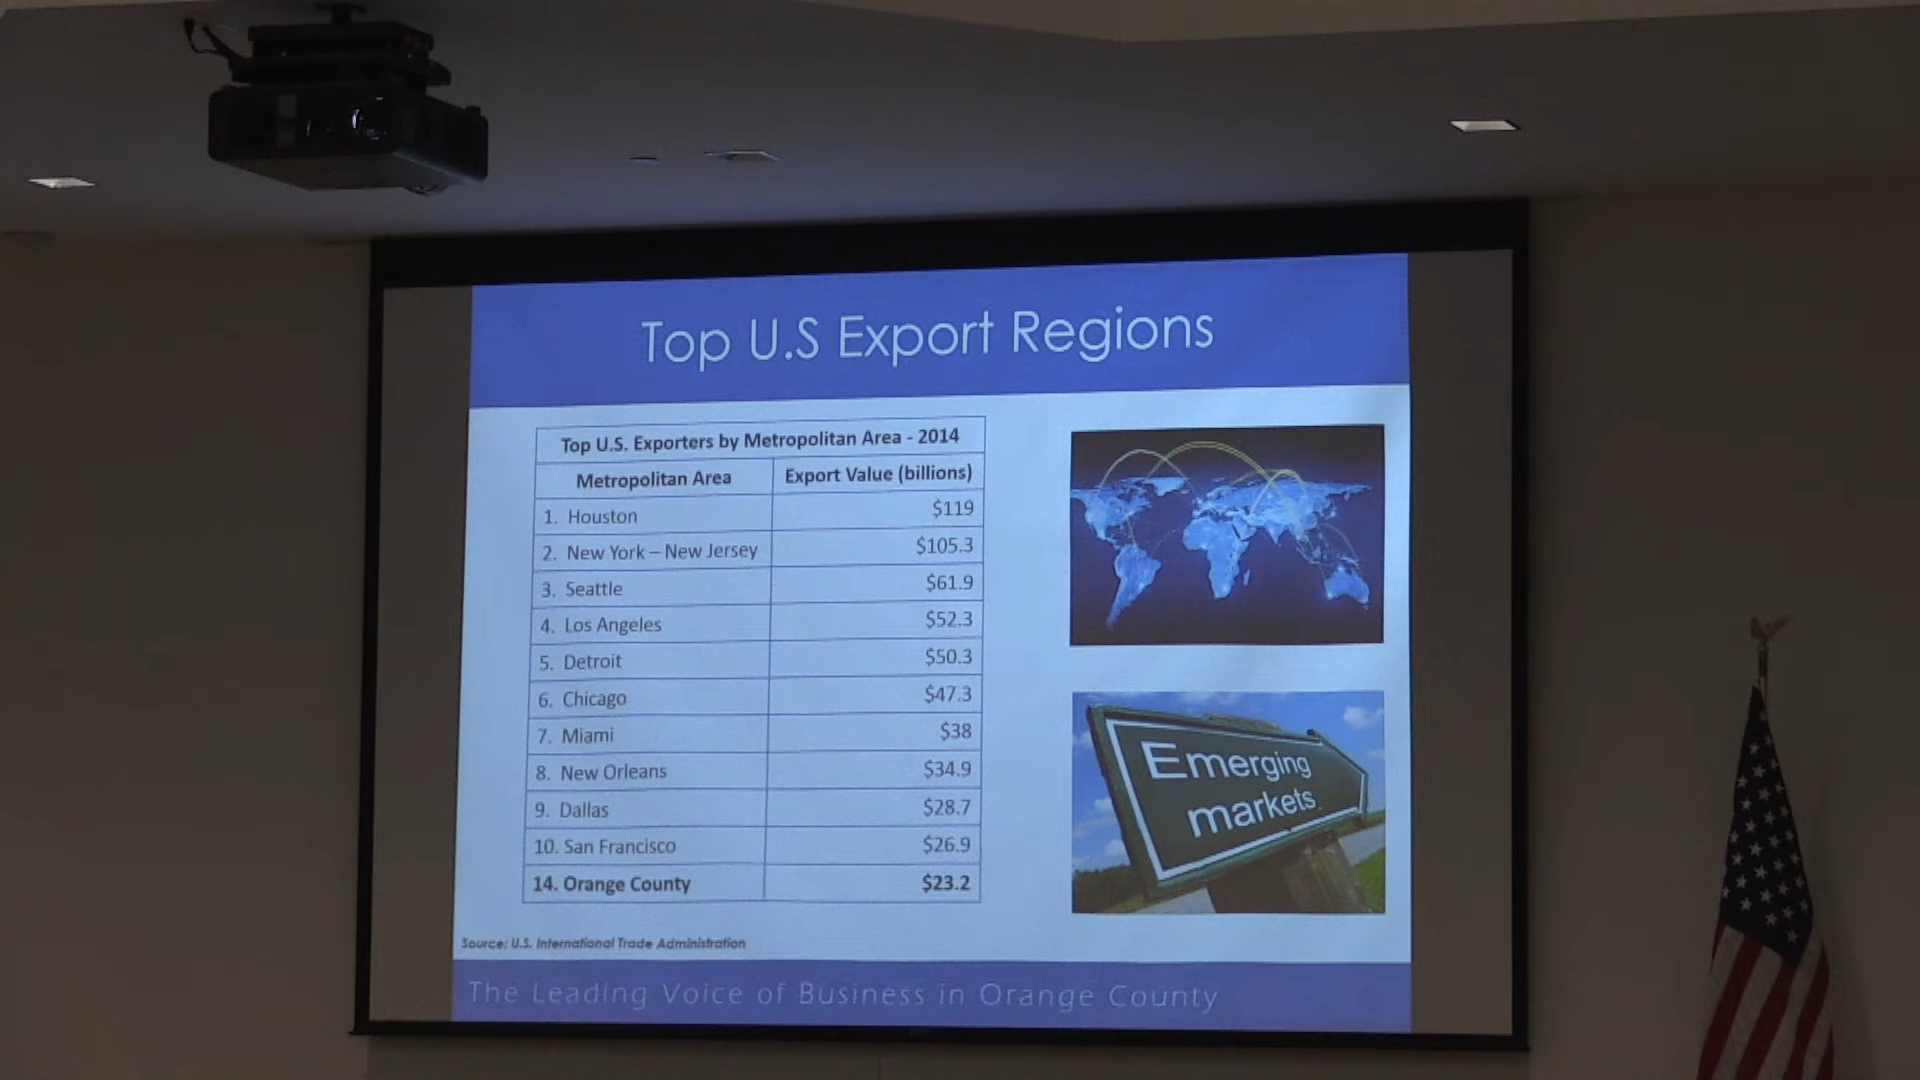 Top U.S Export Regions
Top U.S. Exporters by Metropolitan Area - 2014
Metropolitan Area Export Value (billions)
1. Houston $119
2. New York – New Jersey $105.3
3. Seattle $61.9
4. Los Angeles $52.3
5. Detroit $50.3
6. Chicago $47.3
7. Miami $38
8. New Orleans $34.9
9. Dallas $28.7
10. San Francisco $26.9
14. Orange County $23.2
Emerging
markets
Source: U.S. International Trade Administration
The Leading Voice of Business in Orange County